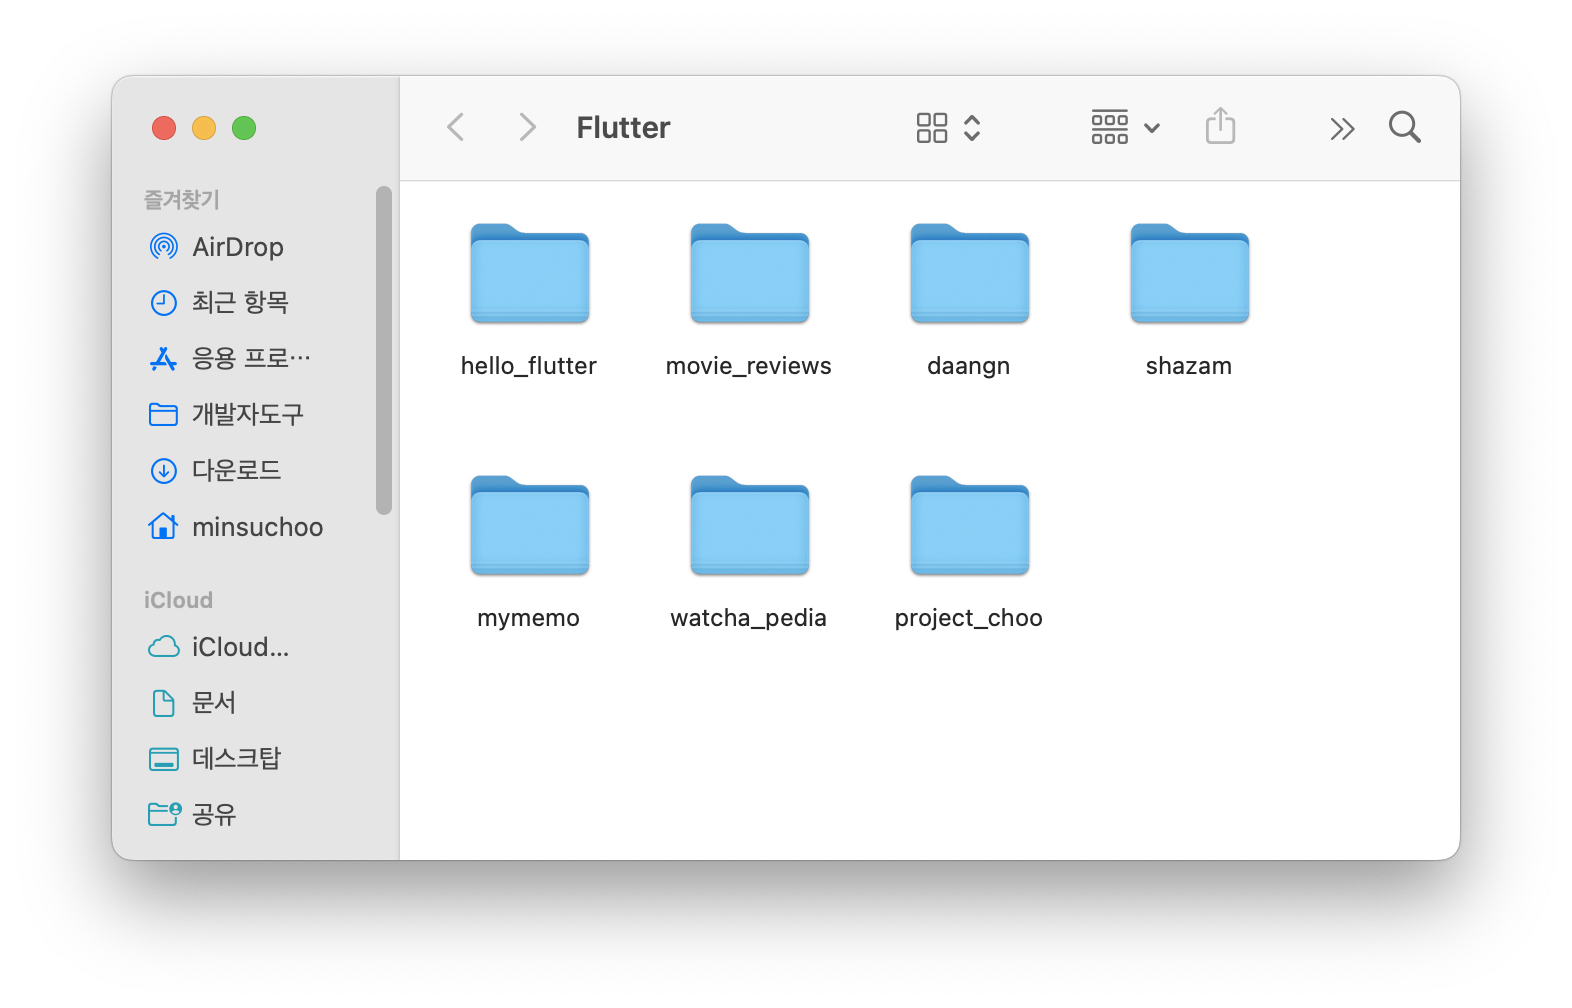 Flutter
즐겨찾기
AirDrop
최근 항목
응용 프로…
개발자도구
다운로드
minsuchoo
iCloud
iCloud…
문서
데스크탑
공유
hello_flutter
movie_reviews
daangn
shazam
mymemo
watcha_pedia
project_choo